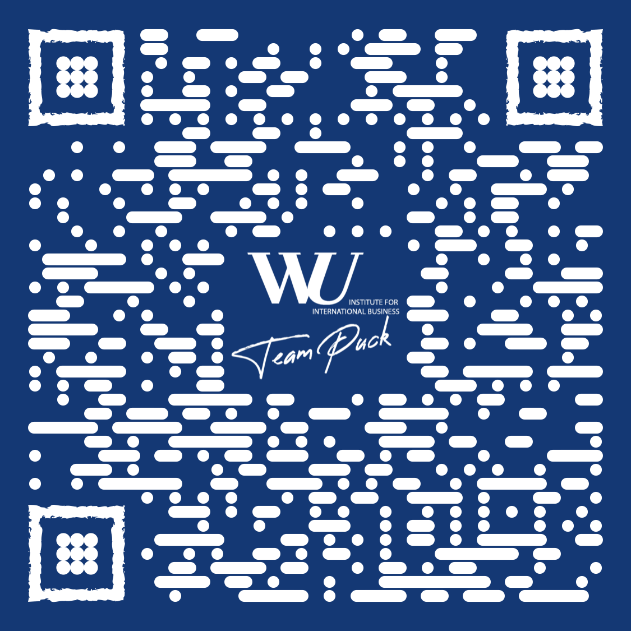 WU
INSTITUTE FOR
INTERNATIONAL BUSINESS
Team Puck